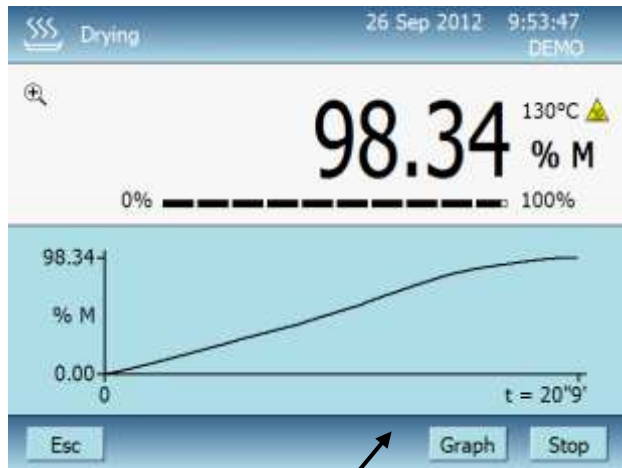 Drying
26 Sep 2012 9:53:47
DEMO
98.34
130°C
% M
0%
100%
98.34
% M
0.00
0
t = 20"9'
Esc
Graph
Stop